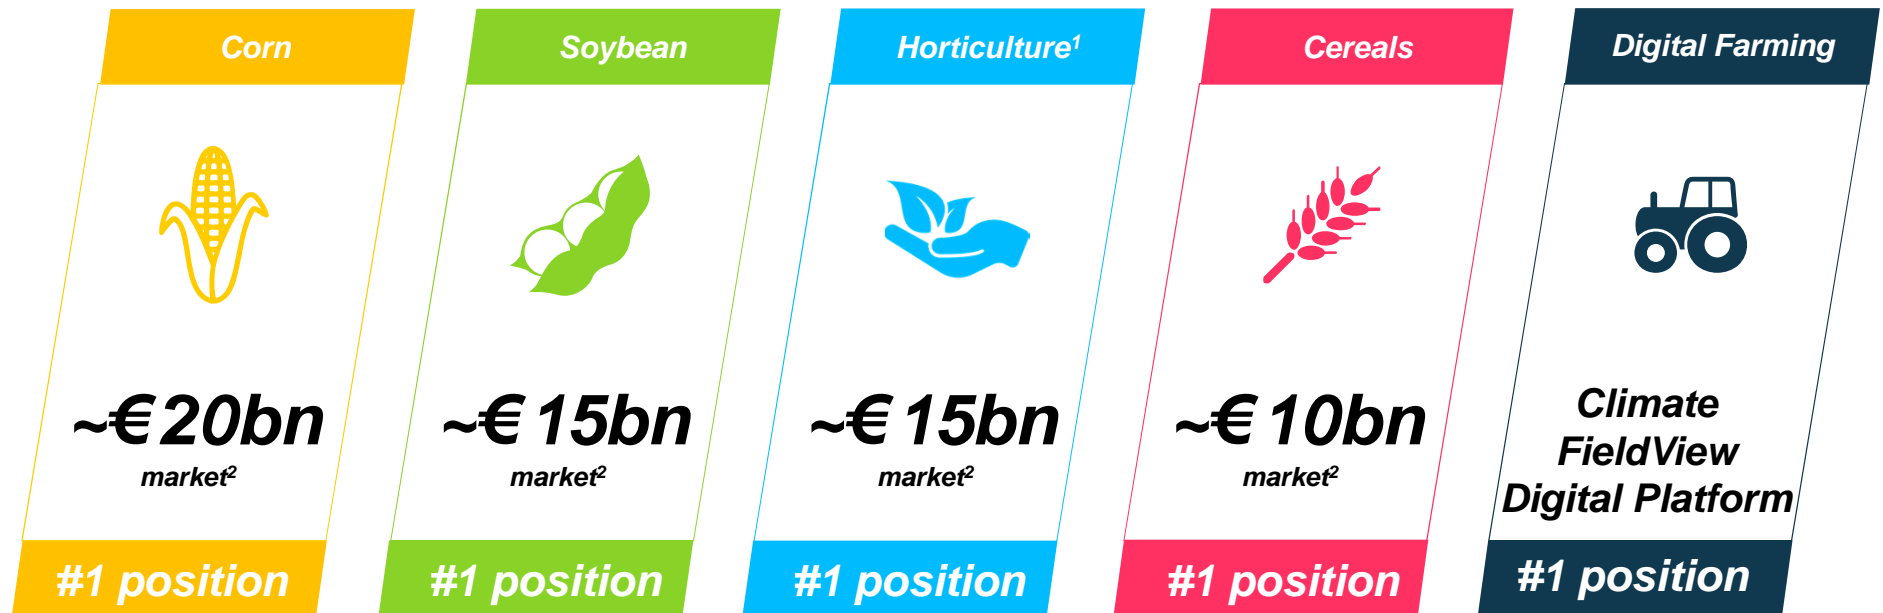 Corn
~€20bn
market²
#1 position
Soybean
~€15bn
market²
#1 position
Horticulture¹
~€15bn
market²
#1 position
Cereals
~€10bn
market²
#1 position
Digital Farming
Climate
FieldView
Digital Platform
#1 position